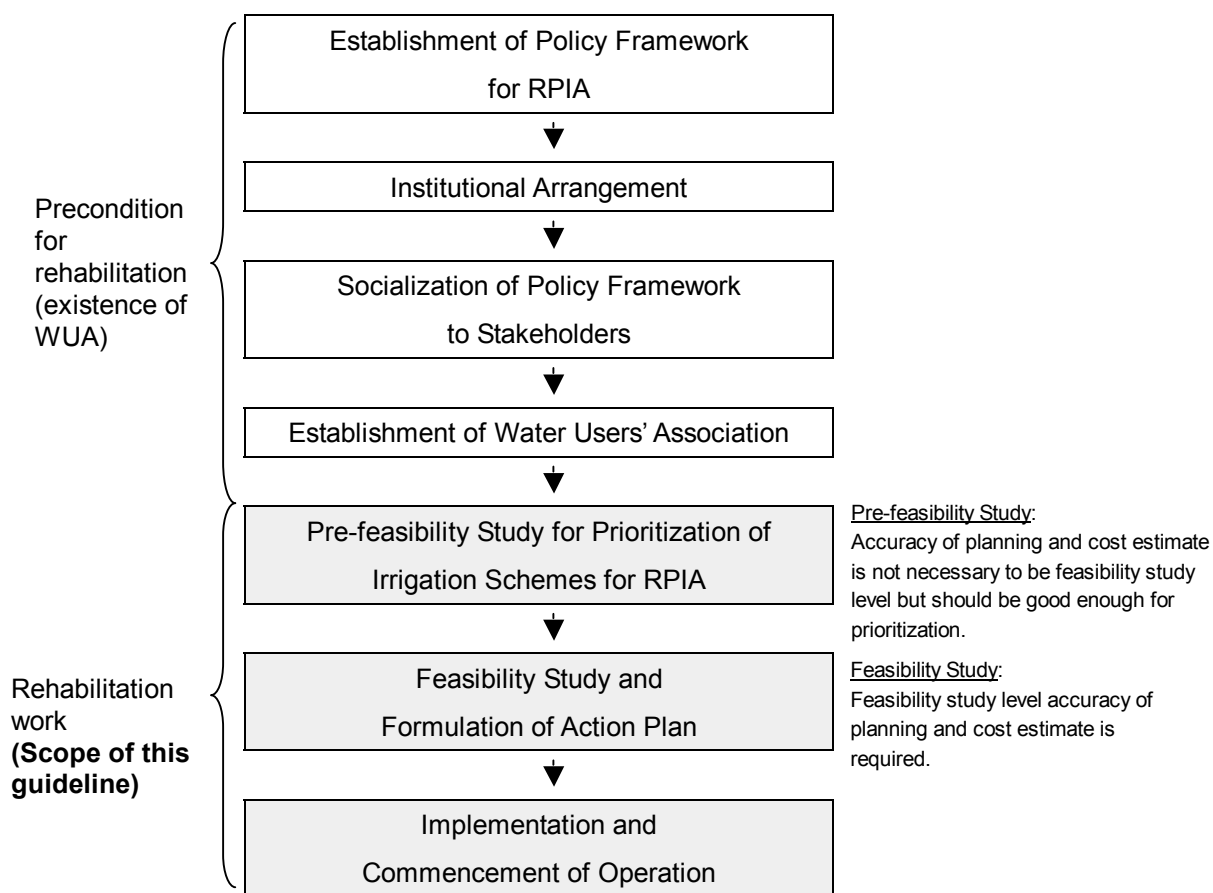 Establishment of Policy Framework
for RPIA
Institutional Arrangement
Precondition
for
rehabilitation
(existence of
WUA)
Socialization of Policy Framework
to Stakeholders
Establishment of Water Users' Association
Pre-feasibility Study for Prioritization of
Irrigation Schemes for RPIA
Pre-feasibility Study:
Accuracy of planning and cost estimate
is not necessary to be feasibility study
level but should be good enough for
prioritization.
Rehabilitation
work
(Scope of this
guideline)
Feasibility Study and
Formulation of Action Plan
Feasibility Study:
Feasibility study level accuracy of
planning and cost estimate is
required.
Implementation and
Commencement of Operation